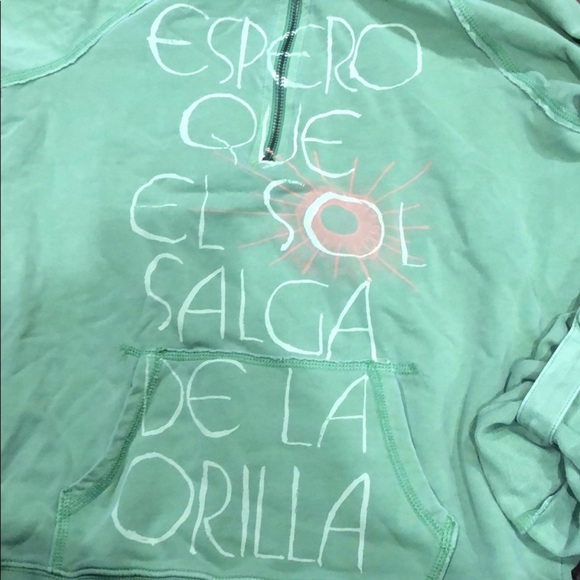 ESPERO
QUE
EL SOL
SALGA
DE LA
ORILLA